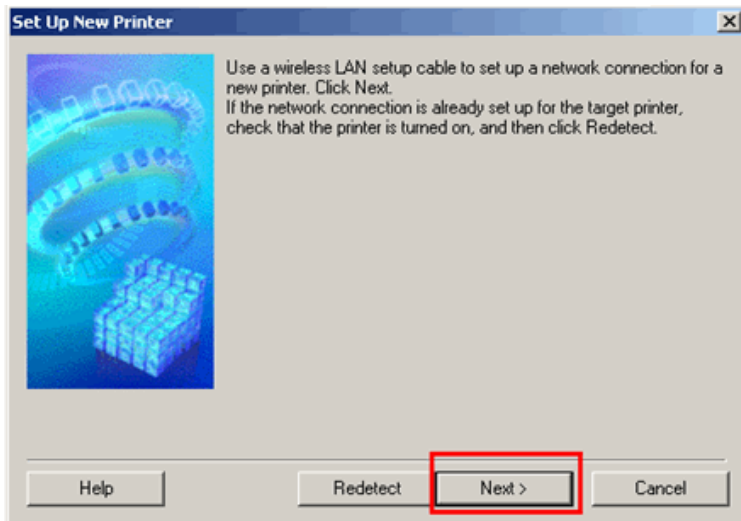 Set Up New Printer
Use a wireless LAN setup cable to set up a network connection for a
new printer. Click Next.
If the network connection is already set up for the target printer,
check that the printer is turned on, and then click Redetect.
Help Redetect Next > Cancel